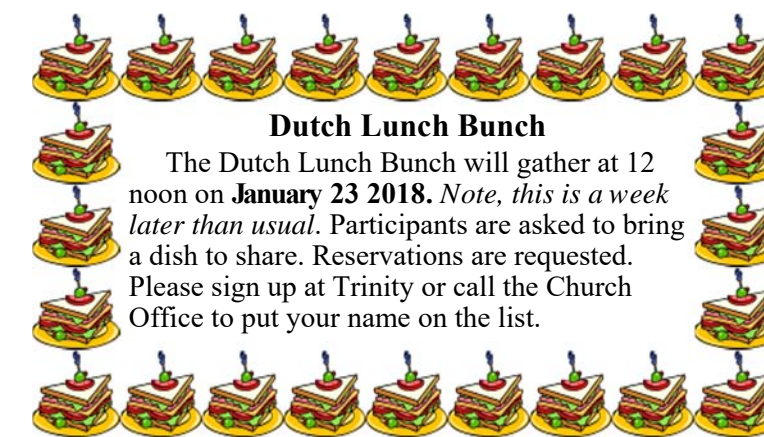 Dutch Lunch Bunch
The Dutch Lunch Bunch will gather at 12
noon on January 23 2018. Note, this is a week
later than usual. Participants are asked to bring
a dish to share. Reservations are requested.
Please sign up at Trinity or call the Church
Office to put your name on the list.